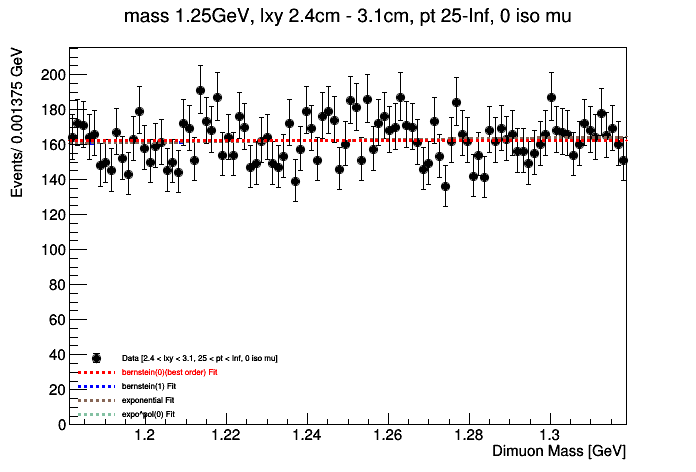 mass 1.25GeV, lxy 2.4cm - 3.1cm, pt 25-Inf, 0 iso mu
Events/ 0.001375 GeV
200
180
160
140
120
100
80
60
40
20
0
Data [2.4 < lxy < 3.1, 25 < pt < Inf, 0 iso mu]
bernstein(0)(best order) Fit
bernstein(1) Fit
exponential Fit
expo*pol(0) Fit
1.2 1.22 1.24 1.26 1.28 1.3
Dimuon Mass [GeV]